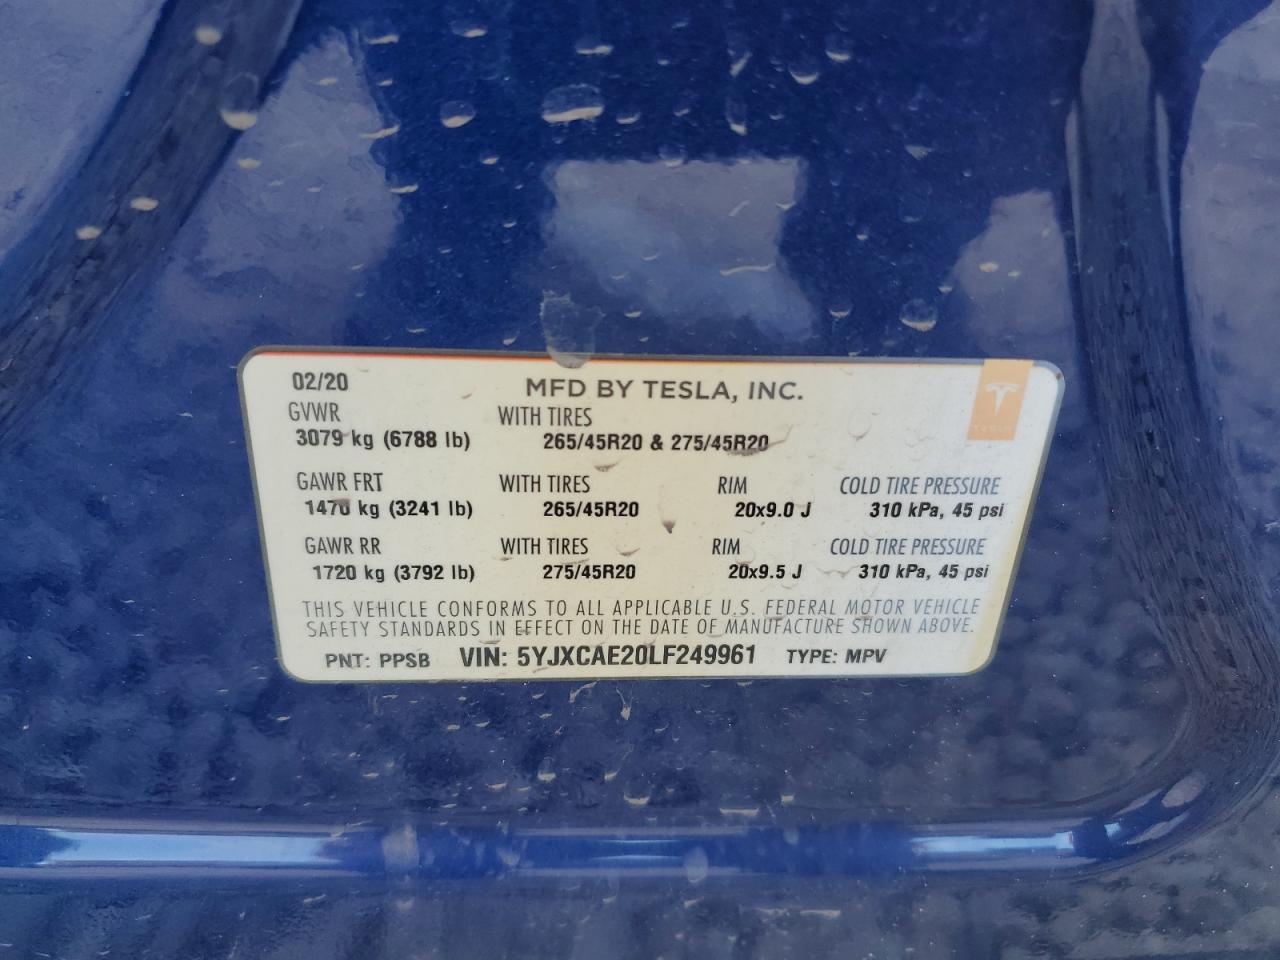 02/20 MFD BY TESLA, INC.
GVWR WITH TIRES
3079 kg (6788 lb) 265/45R20 & 275/45R20
GAWR FRT WITH TIRES RIM COLD TIRE PRESSURE
1470 kg (3241 lb) 265/45R20 20x9.0 J 310 kPa, 45 psi
GAWR RR WITH TIRES RIM COLD TIRE PRESSURE
1720 kg (3792 lb) 275/45R20 20x9.5 J 310 kPa, 45 psi
THIS VEHICLE CONFORMS TO ALL APPLICABLE U.S. FEDERAL MOTOR VEHICLE
SAFETY STANDARDS IN EFFECT ON THE DATE OF MANUFACTURE SHOWN ABOVE.
PNT: PPSB VIN: 5YJXCAE20LF249961 TYPE: MPV